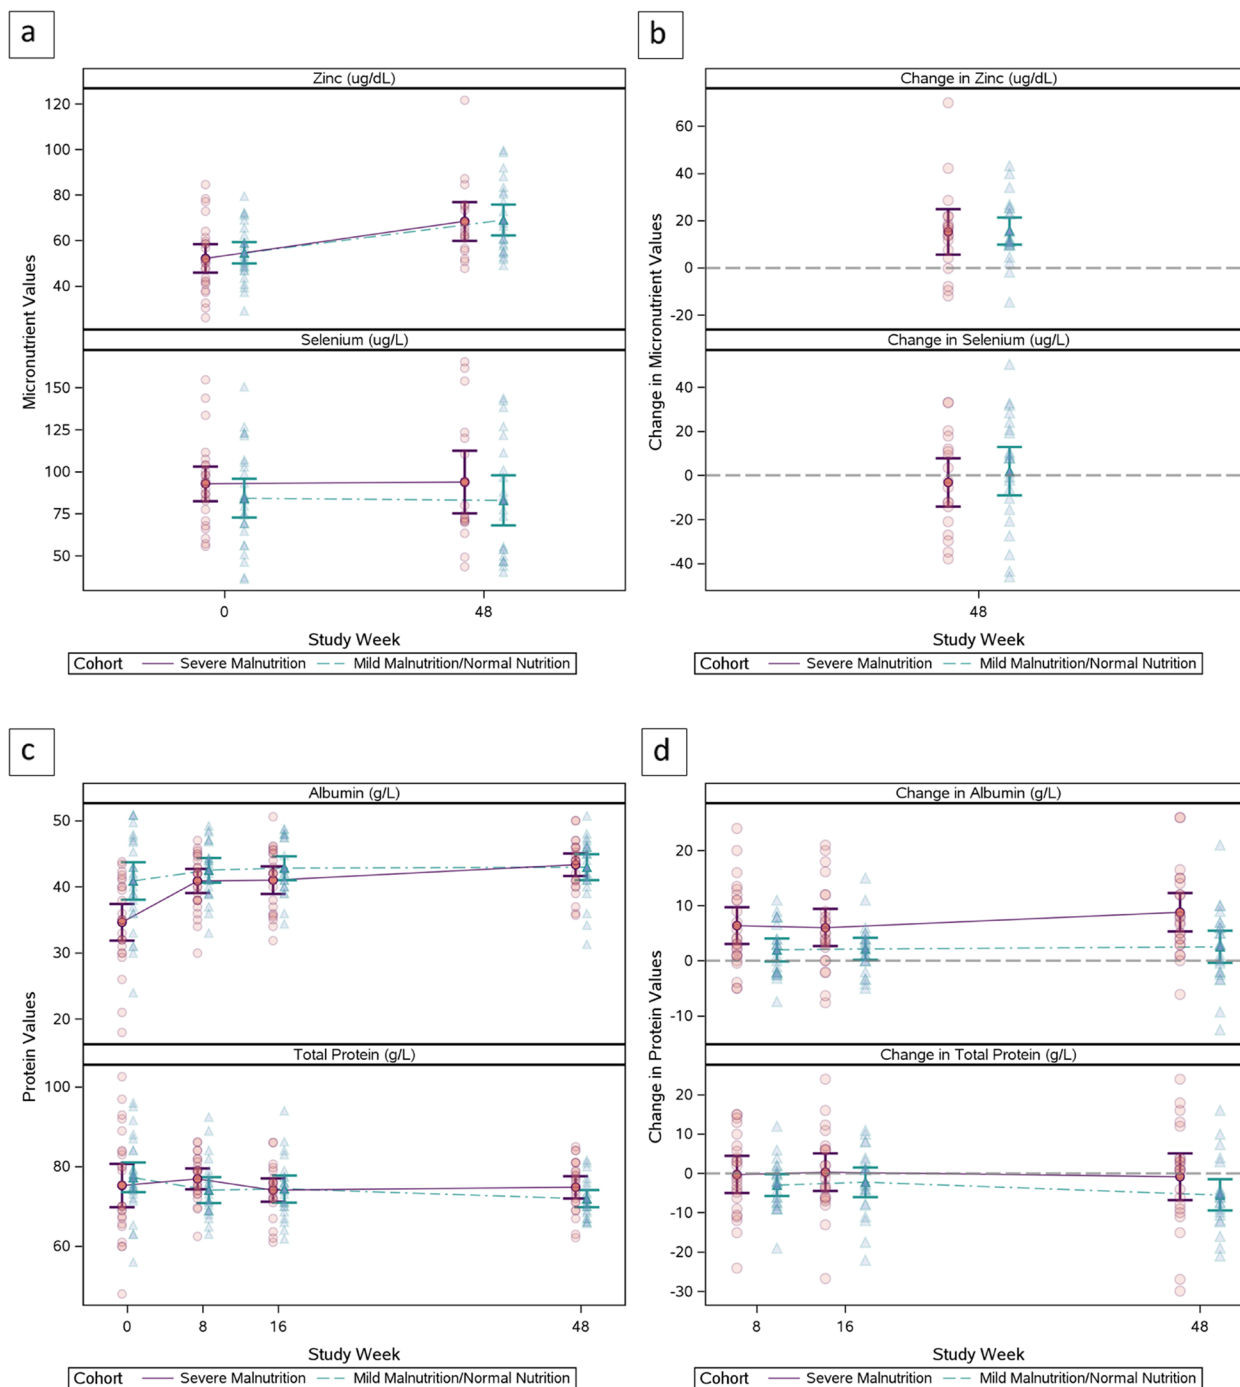 a
Zinc (ug/dL)
120
100
80
60
40
Selenium (ug/L)
150
125
100
75
50
Micronutrient Values
0
48
Study Week
Cohort Severe Malnutrition Mild Malnutrition/Normal Nutrition
b
Change in Zinc (ug/dL)
60
40
20
0
-20
Change in Selenium (ug/L)
40
20
0
-20
-40
Change in Micronutrient Values
48
Study Week
Cohort Severe Malnutrition Mild Malnutrition/Normal Nutrition
c
Albumin (g/L)
50
40
30
20
Total Protein (g/L)
100
80
60
Protein Values
0
8
16
48
Study Week
Cohort Severe Malnutrition Mild Malnutrition/Normal Nutrition
d
Change in Albumin (g/L)
20
10
0
-10
Change in Total Protein (g/L)
20
10
0
-10
-20
-30
Change in Protein Values
8
16
48
Study Week
Cohort Severe Malnutrition Mild Malnutrition/Normal Nutrition